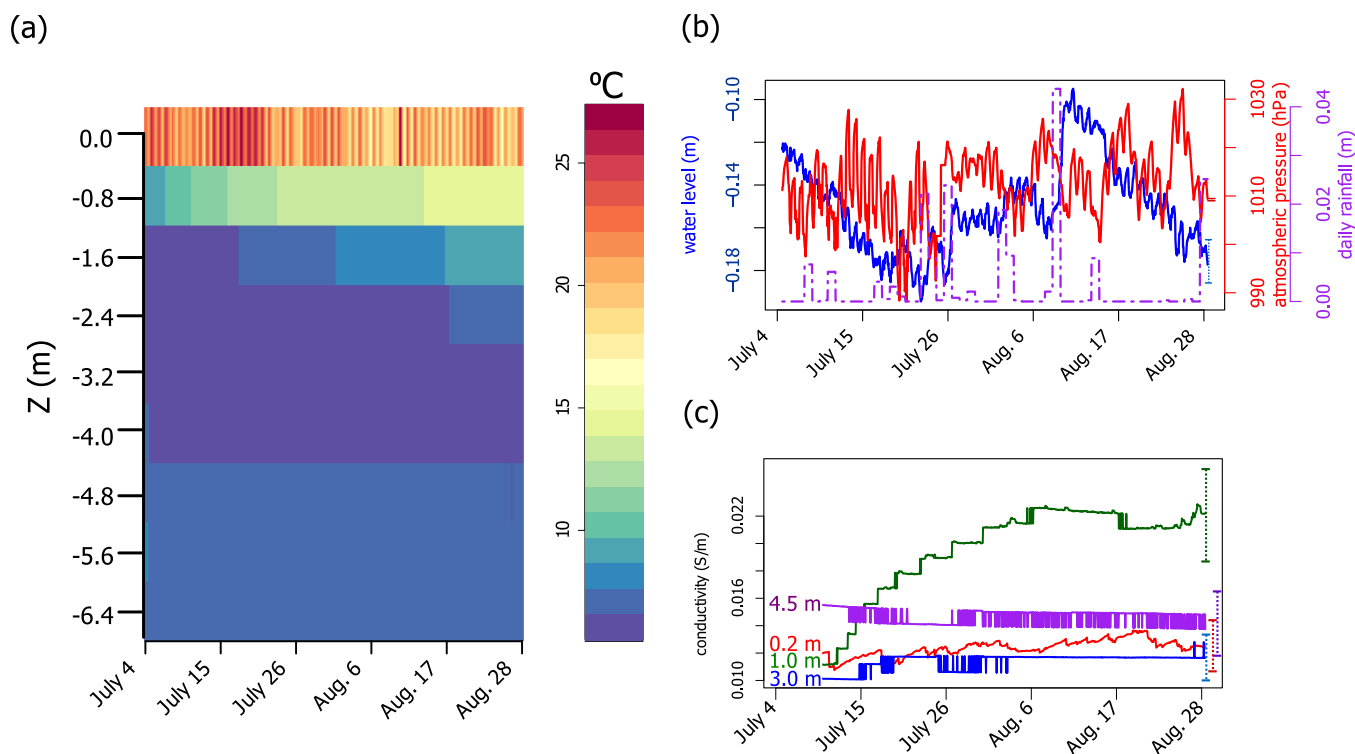 (a)
ºC
0.0
-0.8
-1.6
-2.4
-3.2
-4.0
-4.8
-5.6
-6.4
Z (m)
July 4
July 15
July 26
Aug. 6
Aug. 17
Aug. 28
25
20
15
10
(b)
water level (m)
−0.10
−0.14
−0.18
1030
1010
990
atmospheric pressure (hPa)
0.04
0.02
0.00
daily rainfall (m)
July 4
July 15
July 26
Aug. 6
Aug. 17
Aug. 28
(c)
conductivity (S/m)
0.022
0.016
0.010
4.5 m
0.2 m
1.0 m
3.0 m
July 4
July 15
July 26
Aug. 6
Aug. 17
Aug. 28